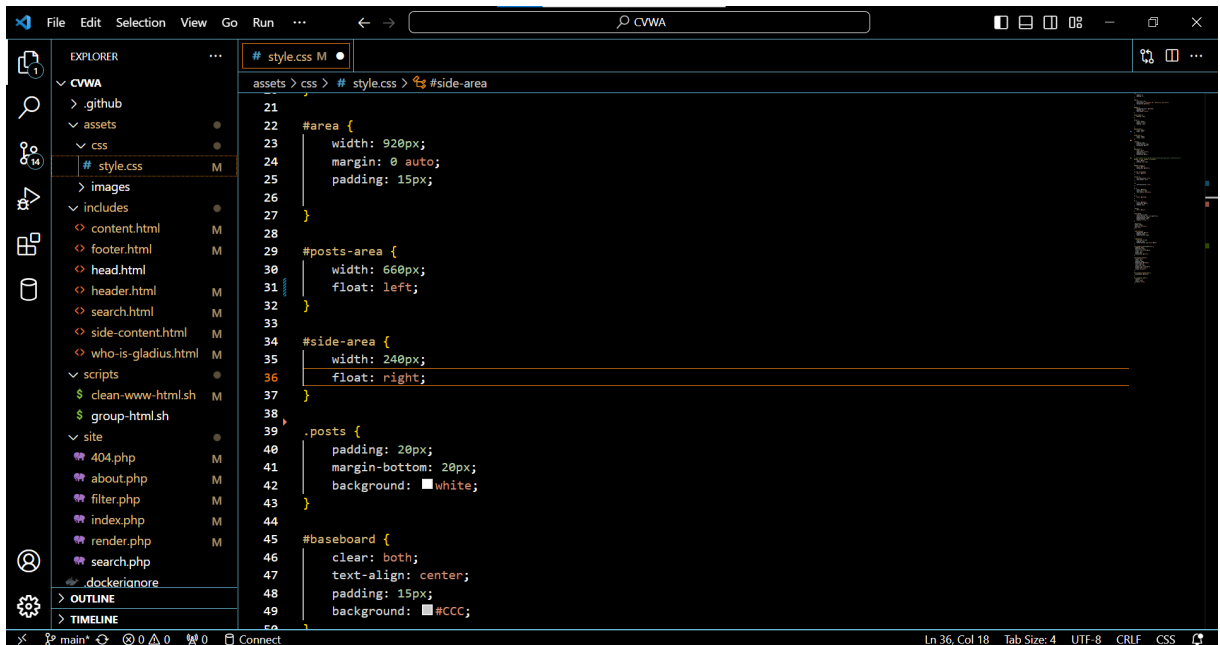 File Edit Selection View Go Run ··· CVWA
EXPLORER ···
CVWA
.github
assets
css
# style.css M
images
includes
content.html M
footer.html M
head.html
header.html M
search.html M
side-content.html M
who-is-gladius.html M
scripts
$ clean-www-html.sh M
$ group-html.sh
site
404.php M
about.php M
filter.php M
index.php M
render.php M
search.php
.dockerignore
OUTLINE
TIMELINE
1
14
# style.css M
assets > css > # style.css > #side-area
21
22 #area {
23 width: 920px;
24 margin: 0 auto;
25 padding: 15px;
26
27 }
28
29 #posts-area {
30 width: 660px;
31 float: left;
32 }
33
34 #side-area {
35 width: 240px;
36 float: right;
37 }
38
39 .posts {
40 padding: 20px;
41 margin-bottom: 20px;
42 background: white;
43 }
44
45 #baseboard {
46 clear: both;
47 text-align: center;
48 padding: 15px;
49 background: #CCC;
50 }
main* 0 0 0 Connect Ln 36, Col 18 Tab Size: 4 UTF-8 CRLF CSS